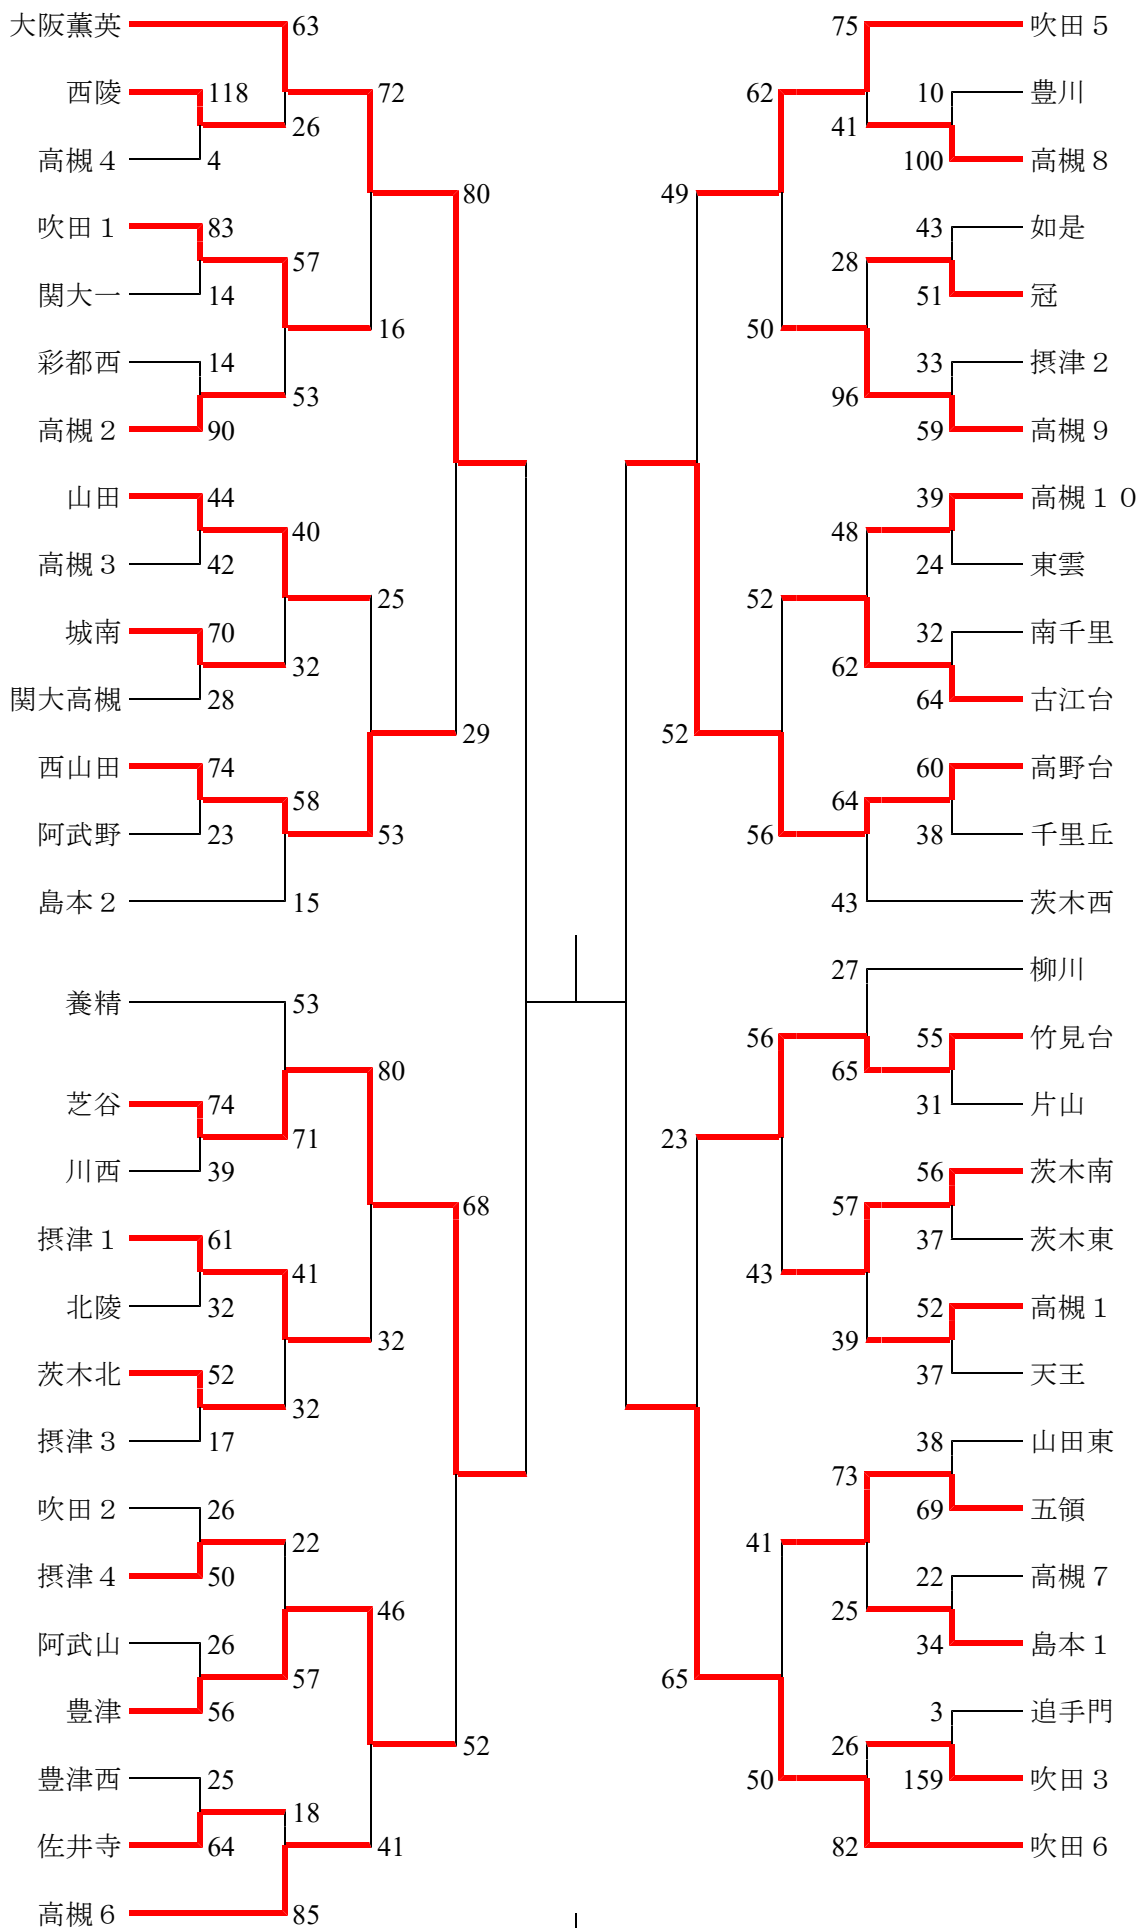 大阪薫英 63 75 吹田５
西陵 118 72 62 10 豊川
26 41
高槻４ 4 100 高槻８
80 49
吹田１ 83 43 如是
57 28
関大一 14 51 冠
16 50
彩都西 14 33 摂津２
53 96
高槻２ 90 59 高槻９
山田 44 39 高槻１０
40 48
高槻３ 42 24 東雲
25 52
城南 70 32 南千里
32 62
関大高槻 28 64 古江台
29 52
西山田 74 60 高野台
58 64
阿武野 23 53 56 38 千里丘
島本２ 15 43 茨木西
27 柳川
養精 53
56 55 竹見台
80 65
芝谷 74 31 片山
71 23
川西 39 56 茨木南
68 57
摂津１ 61 37 茨木東
41 43
北陵 32 52 高槻１
32 39
茨木北 52 37 天王
32
摂津３ 17 38 山田東
73
吹田２ 26 69 五領
22 41
摂津４ 50 22 高槻７
46 25
阿武山 26 34 島本１
57 65
豊津 56 3 追手門
52 26
豊津西 25 50 159 吹田３
18
佐井寺 64 41 82 吹田６
高槻６ 85